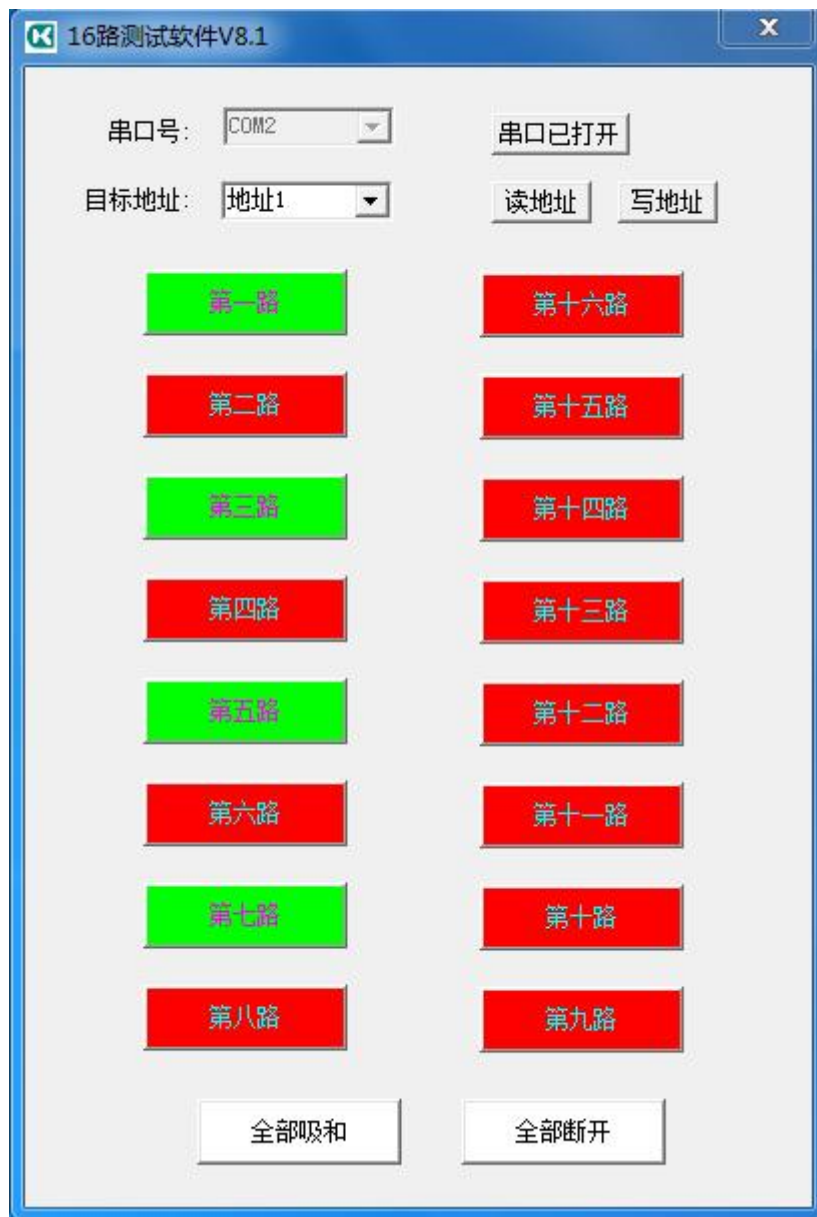 16路测试软件V8.1
串口号: COM2 串口已打开
目标地址: 地址1 读地址 写地址
第一路 第十六路
第二路 第十五路
第三路 第十四路
第四路 第十三路
第五路 第十二路
第六路 第十一路
第七路 第十路
第八路 第九路
全部吸和 全部断开